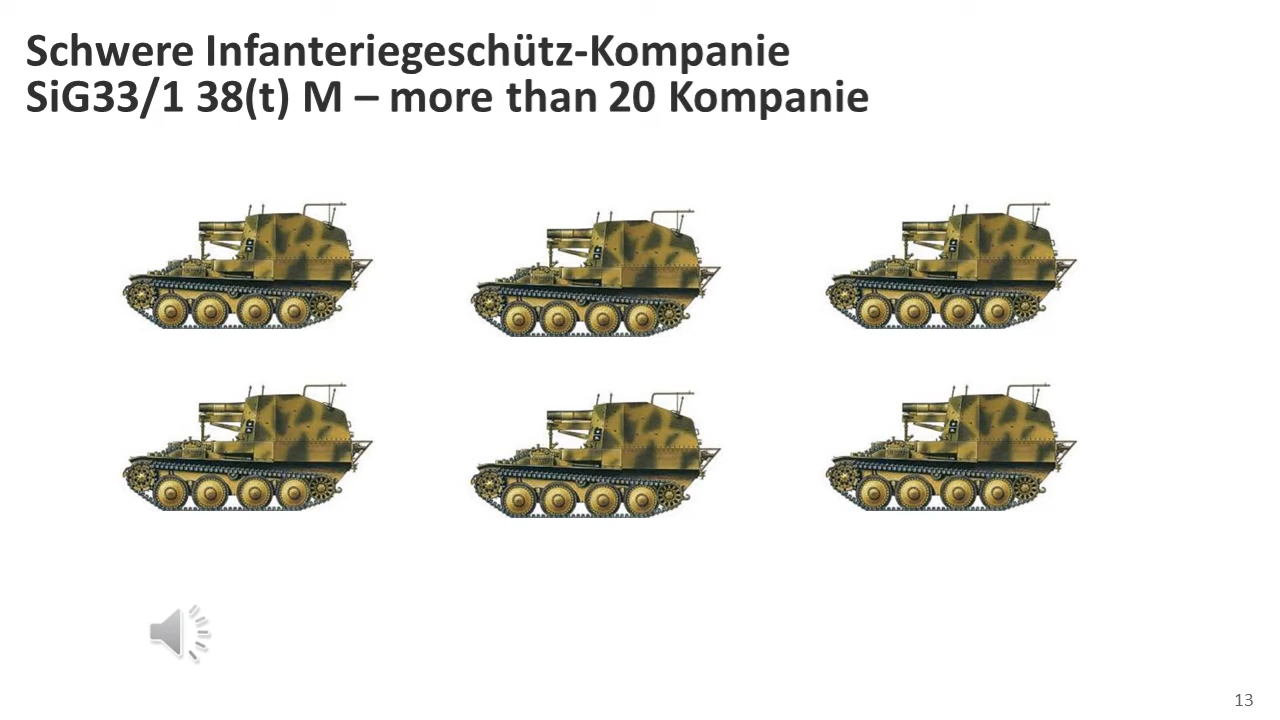 Schwere Infanteriegeschütz-Kompanie
SiG33/1 38(t) M – more than 20 Kompanie
13